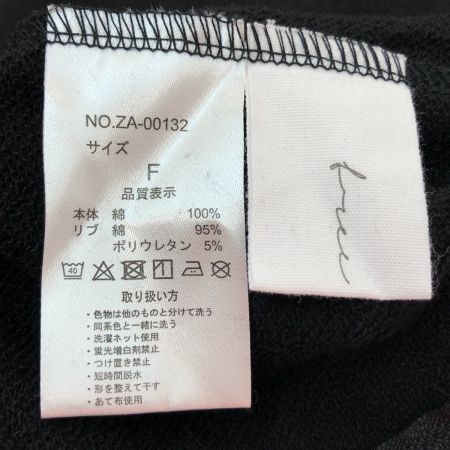 NO.ZA-00132
サイズ
F
品質表示
本体 綿 100%
リブ 綿 95%
ポリウレタン 5%
40
取り扱い方
・色物は他のものと分けて洗う
・同系色と一緒に洗う
・洗濯ネット使用
・蛍光増白剤禁止
・つけ置き禁止
・短時間脱水
・形を整えて干す
・あて布使用